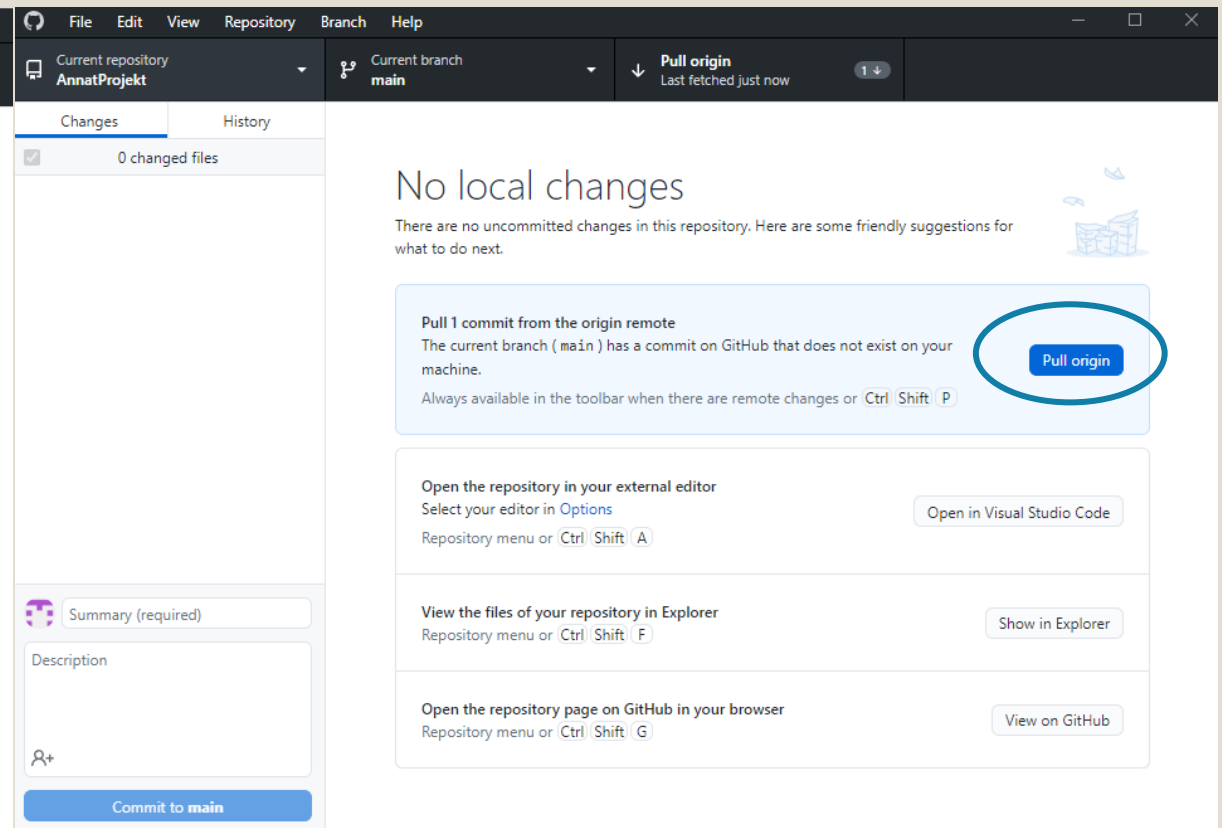 File Edit View Repository Branch Help
Current repository
AnnatProjekt
Current branch
main
Pull origin
Last fetched just now
1
Changes
History
0 changed files
No local changes
There are no uncommitted changes in this repository. Here are some friendly suggestions for
what to do next.
Pull 1 commit from the origin remote
The current branch ( main ) has a commit on GitHub that does not exist on your
machine.
Always available in the toolbar when there are remote changes or Ctrl Shift P
Pull origin
Open the repository in your external editor
Select your editor in Options
Repository menu or Ctrl Shift A
Open in Visual Studio Code
View the files of your repository in Explorer
Repository menu or Ctrl Shift F
Show in Explorer
Open the repository page on GitHub in your browser
Repository menu or Ctrl Shift G
View on GitHub
Summary (required)
Description
Commit to main